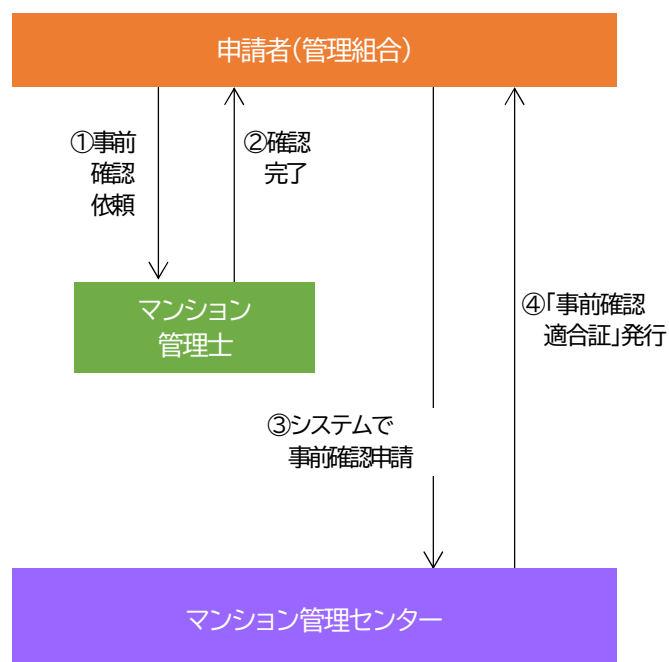 申請者(管理組合)
①事前
確認
依頼
②確認
完了
マンション
管理士
④「事前確認
適合証」発行
③システムで
事前確認申請
マンション管理センター